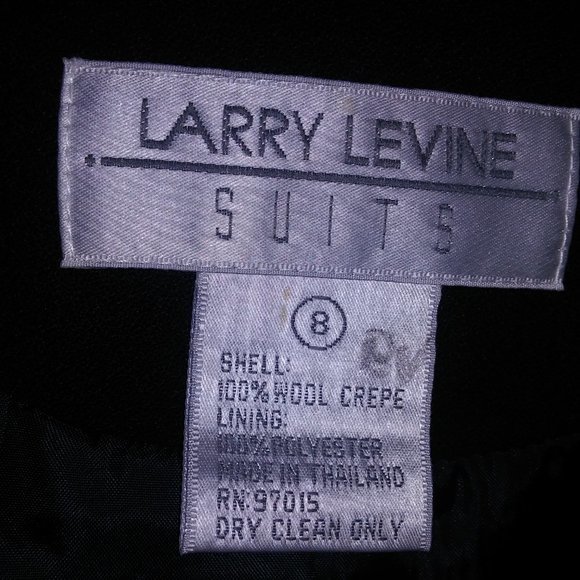 LARRY LEVINE
SUITS
8
SHELL:
100% WOOL CREPE
LINING:
100% POLYESTER
MADE IN THAILAND
RN:97015
DRY CLEAN ONLY